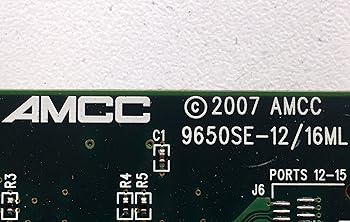 AMCC © 2007 AMCC
9650SE-12/16ML
C1
PORTS 12-15
R3 R4 R5 J6